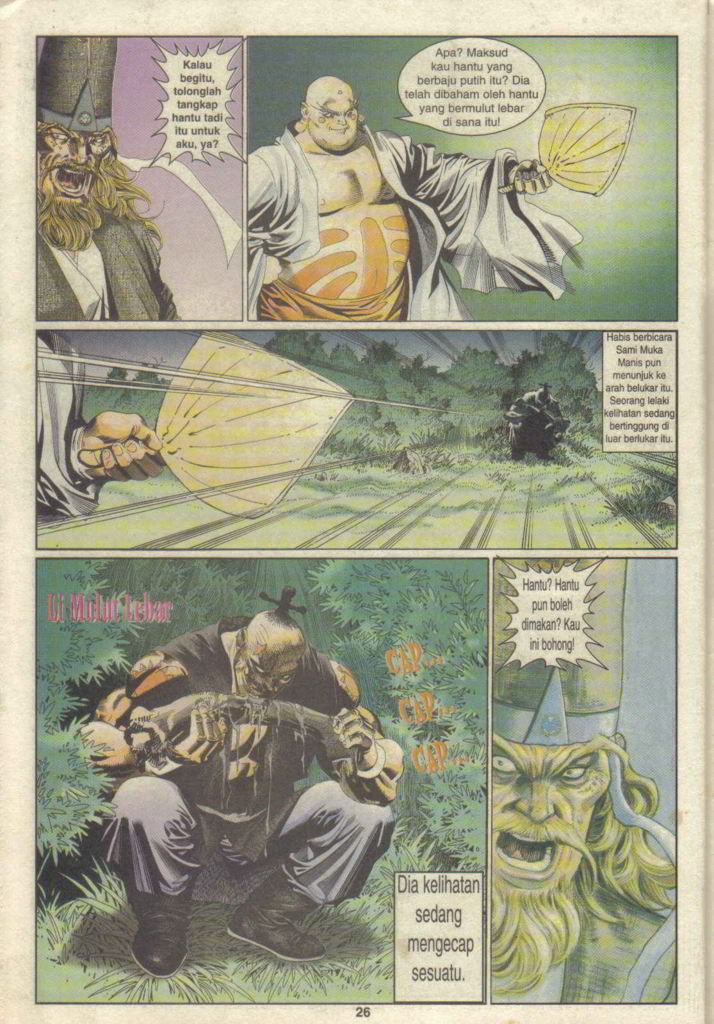 Kalau
begitu,
tolonglah
tangkap
hantu tadi
itu untuk
aku, ya?
Apa? Maksud
kau hantu yang
berbaju putih itu? Dia
telah dibaham oleh hantu
yang bermulut lebar
di sana itu!
Habis berbicara
Sami Muka
Manis pun
menunjuk ke
arah belukar itu.
Seorang lelaki
kelihatan sedang
bertinggung di
luar berlukar itu.
Li Mulut Lebar
CAP...
CAP...
CAP...
Dia kelihatan
sedang
mengecap
sesuatu.
Hantu? Hantu
pun boleh
dimakan? Kau
ini bohong!
26